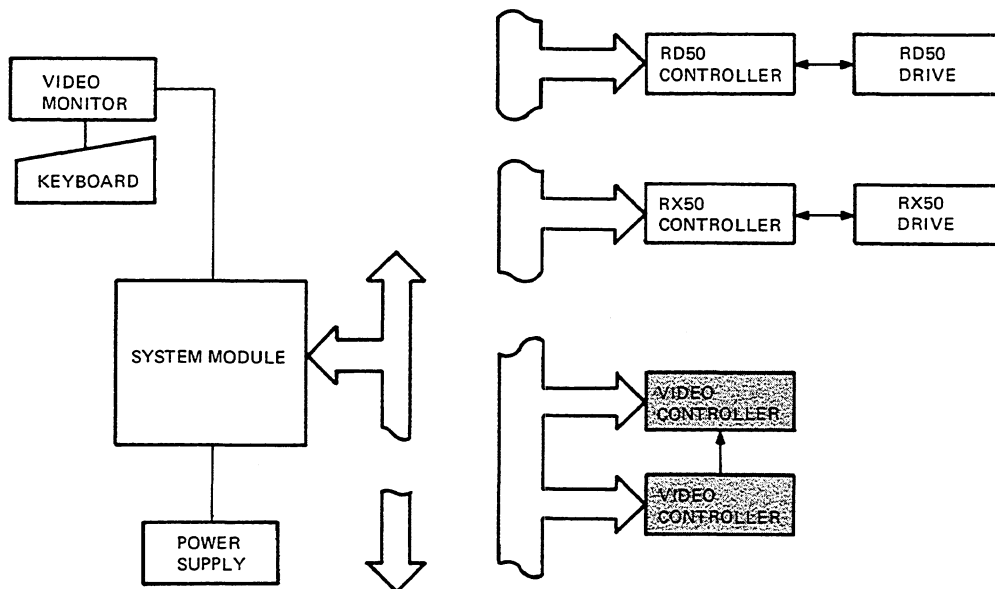 VIDEO
MONITOR
KEYBOARD
SYSTEM MODULE
POWER
SUPPLY
RD50
CONTROLLER
RD50
DRIVE
RX50
CONTROLLER
RX50
DRIVE
VIDEO
CONTROLLER
VIDEO
CONTROLLER